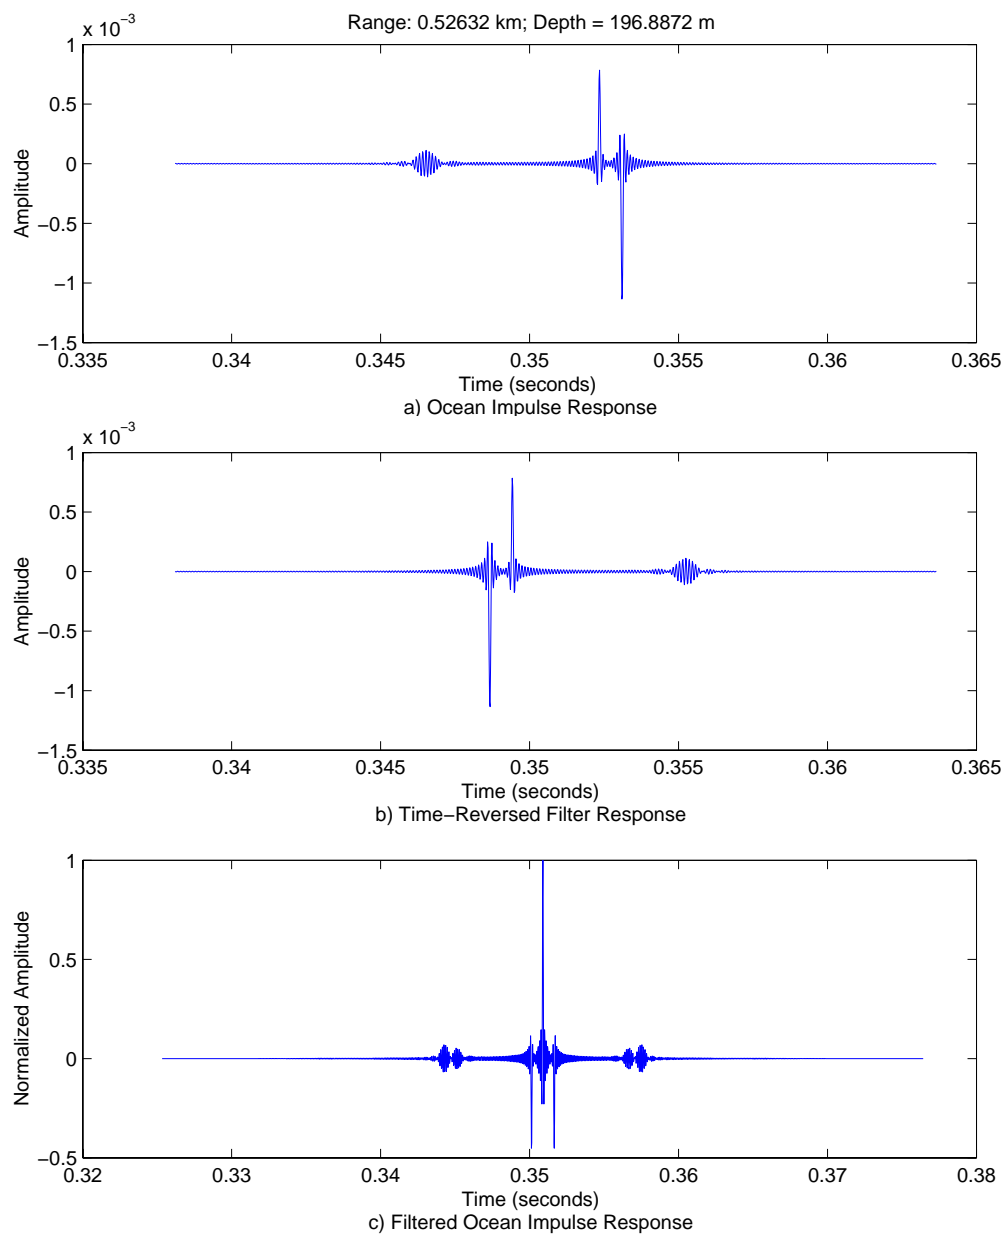 Range: 0.52632 km; Depth = 196.8872 m
x 10−3
1
0.5
0
−0.5
−1
−1.5
Amplitude
0.335 0.34 0.345 0.35 0.355 0.36 0.365
Time (seconds)
a) Ocean Impulse Response
x 10−3
1
0.5
0
−0.5
−1
−1.5
Amplitude
0.335 0.34 0.345 0.35 0.355 0.36 0.365
Time (seconds)
b) Time−Reversed Filter Response
1
0.5
0
−0.5
Normalized Amplitude
0.32 0.33 0.34 0.35 0.36 0.37 0.38
Time (seconds)
c) Filtered Ocean Impulse Response